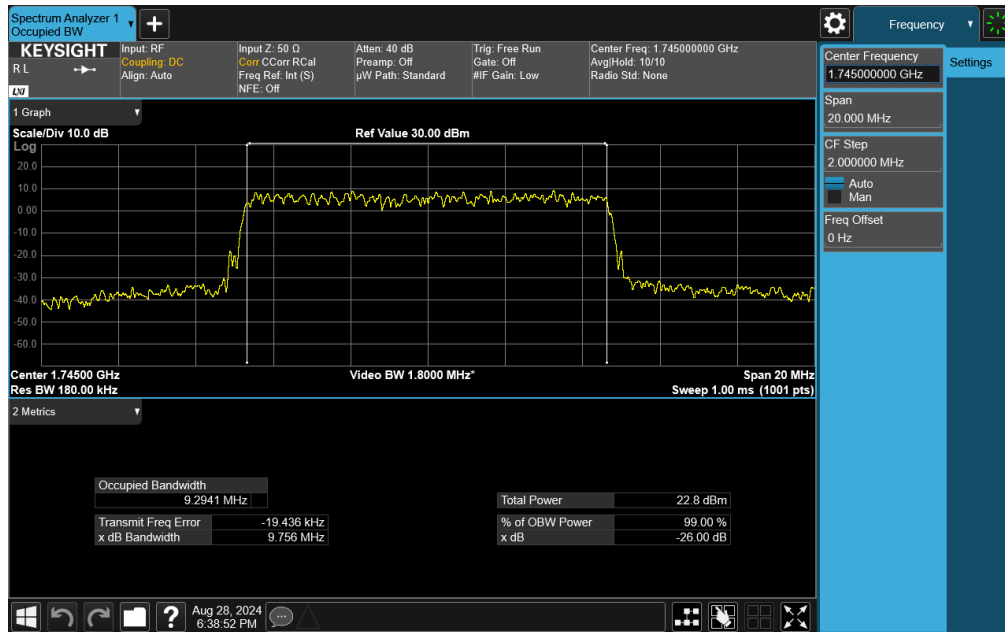 Spectrum Analyzer 1
Occupied BW
Frequency
KEYSIGHT
R L
LXI
Input: RF
Coupling: DC
Align: Auto
Input Z: 50 Ω
Corr CCorr RCal
Freq Ref: Int (S)
NFE: Off
Atten: 40 dB
Preamp: Off
µW Path: Standard
Trig: Free Run
Gate: Off
#IF Gain: Low
Center Freq: 1.745000000 GHz
Avg|Hold: 10/10
Radio Std: None
Center Frequency
1.745000000 GHz
Settings
Span
20.000 MHz
CF Step
2.000000 MHz
Auto
Man
Freq Offset
0 Hz
1 Graph
Scale/Div 10.0 dB
Ref Value 30.00 dBm
Log
20.0
10.0
0.00
-10.0
-20.0
-30.0
-40.0
-50.0
-60.0
Center 1.74500 GHz
Video BW 1.8000 MHz*
Span 20 MHz
Res BW 180.00 kHz
Sweep 1.00 ms (1001 pts)
2 Metrics
Occupied Bandwidth
9.2941 MHz
Total Power 22.8 dBm
Transmit Freq Error -19.436 kHz
% of OBW Power 99.00 %
x dB Bandwidth 9.756 MHz
x dB -26.00 dB
Aug 28, 2024
6:38:52 PM